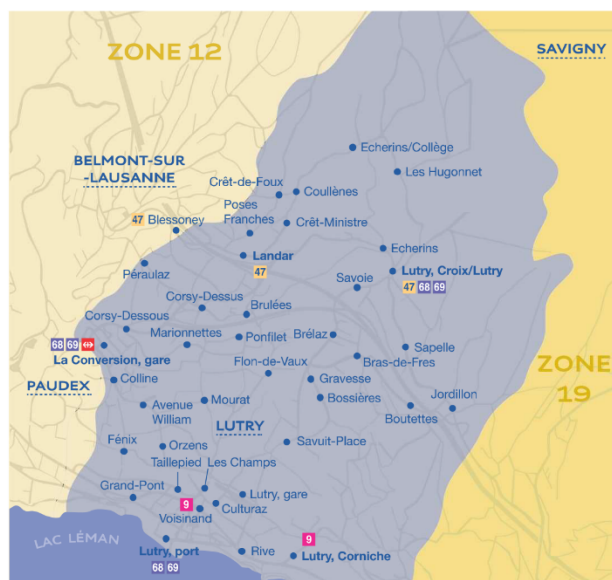 ZONE 12
SAVIGNY
BELMONT-SUR
-LAUSANNE
Echerins/Collège
Les Hugonnet
Crêt-de-Foux
Coullènes
47 Blessoney
Poses
Franches
Crêt-Ministre
Péraulaz
Landar
47
Echerins
Lutry, Croix/Lutry
47 68 69
Savoie
Corsy-Dessus
Brulées
Corsy-Dessous
68 69
La Conversion, gare
Marionnettes
Ponfilet
Brélaz
Sapelle
Flon-de-Vaux
Bras-de-Fres
ZONE
19
PAUDEX
Colline
Gravesse
Bossières
Jordillon
Boutettes
Avenue
William
Mourat
LUTRY
Fénix
Orzens
Savuit-Place
Taillepied
Les Champs
Grand-Pont
9
Voisinand
Lutry, gare
Culturaz
LAC LÉMAN
Lutry, port
68 69
Rive
9
Lutry, Corniche